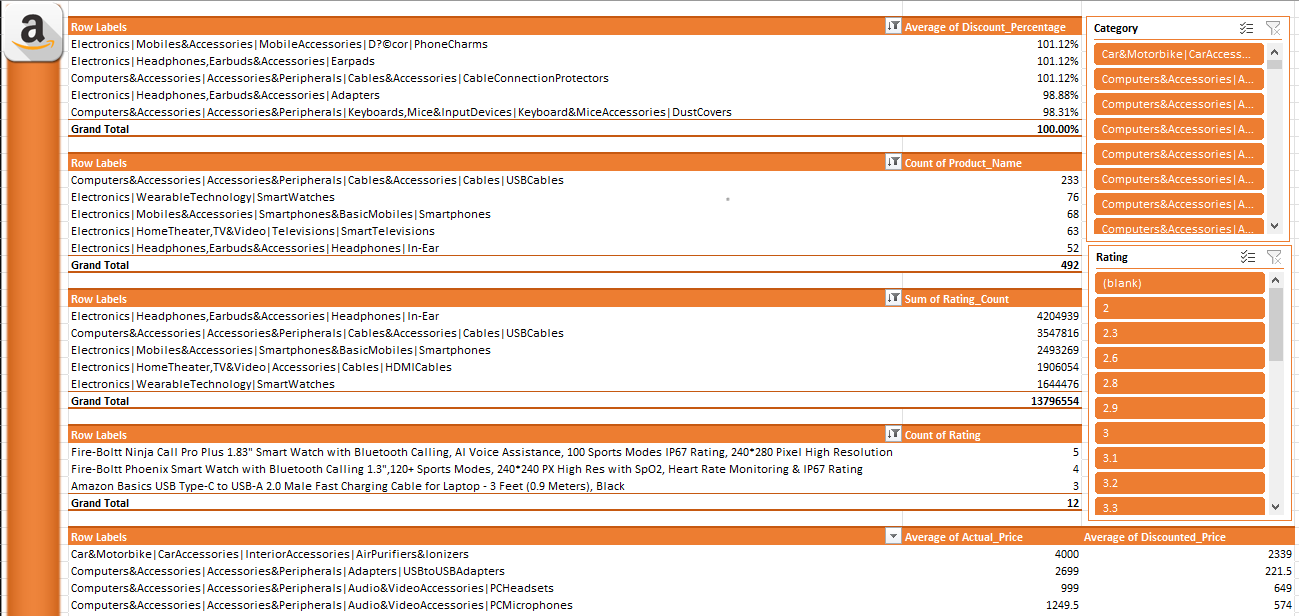 a
Row Labels Average of Discount_Percentage
Electronics|Mobiles&Accessories|MobileAccessories|D?©cor|PhoneCharms 101.12%
Electronics|Headphones,Earbuds&Accessories|Earpads 101.12%
Computers&Accessories|Accessories&Peripherals|Cables&Accessories|CableConnectionProtectors 101.12%
Electronics|Headphones,Earbuds&Accessories|Adapters 98.88%
Computers&Accessories|Accessories&Peripherals|Keyboards,Mice&InputDevices|Keyboard&MiceAccessories|DustCovers 98.31%
Grand Total 100.00%
Row Labels Count of Product_Name
Computers&Accessories|Accessories&Peripherals|Cables&Accessories|Cables|USBCables 233
Electronics|WearableTechnology|SmartWatches 76
Electronics|Mobiles&Accessories|Smartphones&BasicMobiles|Smartphones 68
Electronics|HomeTheater,TV&Video|Televisions|SmartTelevisions 63
Electronics|Headphones,Earbuds&Accessories|Headphones|In-Ear 52
Grand Total 492
Row Labels Sum of Rating_Count
Electronics|Headphones,Earbuds&Accessories|Headphones|In-Ear 4204939
Computers&Accessories|Accessories&Peripherals|Cables&Accessories|Cables|USBCables 3547816
Electronics|Mobiles&Accessories|Smartphones&BasicMobiles|Smartphones 2493269
Electronics|HomeTheater,TV&Video|Accessories|Cables|HDMICables 1906054
Electronics|WearableTechnology|SmartWatches 1644476
Grand Total 13796554
Row Labels Count of Rating
Fire-Boltt Ninja Call Pro Plus 1.83" Smart Watch with Bluetooth Calling, AI Voice Assistance, 100 Sports Modes IP67 Rating, 240*280 Pixel High Resolution 5
Fire-Boltt Phoenix Smart Watch with Bluetooth Calling 1.3",120+ Sports Modes, 240*240 PX High Res with SpO2, Heart Rate Monitoring & IP67 Rating 4
Amazon Basics USB Type-C to USB-A 2.0 Male Fast Charging Cable for Laptop - 3 Feet (0.9 Meters), Black 3
Grand Total 12
Row Labels Average of Actual_Price Average of Discounted_Price
Car&Motorbike|CarAccessories|InteriorAccessories|AirPurifiers&Ionizers 4000 2339
Computers&Accessories|Accessories&Peripherals|Adapters|USBtoUSBAdapters 2699 221.5
Computers&Accessories|Accessories&Peripherals|Audio&VideoAccessories|PCHeadsets 999 649
Computers&Accessories|Accessories&Peripherals|Audio&VideoAccessories|PCMicrophones 1249.5 574
Category
Car&Motorbike|CarAccess...
Computers&Accessories|A...
Computers&Accessories|A...
Computers&Accessories|A...
Computers&Accessories|A...
Computers&Accessories|A...
Computers&Accessories|A...
Computers&Accessories|A...
Rating
(blank)
2
2.3
2.6
2.8
2.9
3
3.1
3.2
3.3